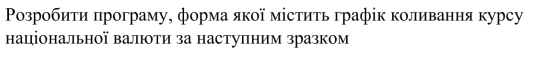 Розробити програму, форма якої містить графік коливання курсу
національної валюти за наступним зразком